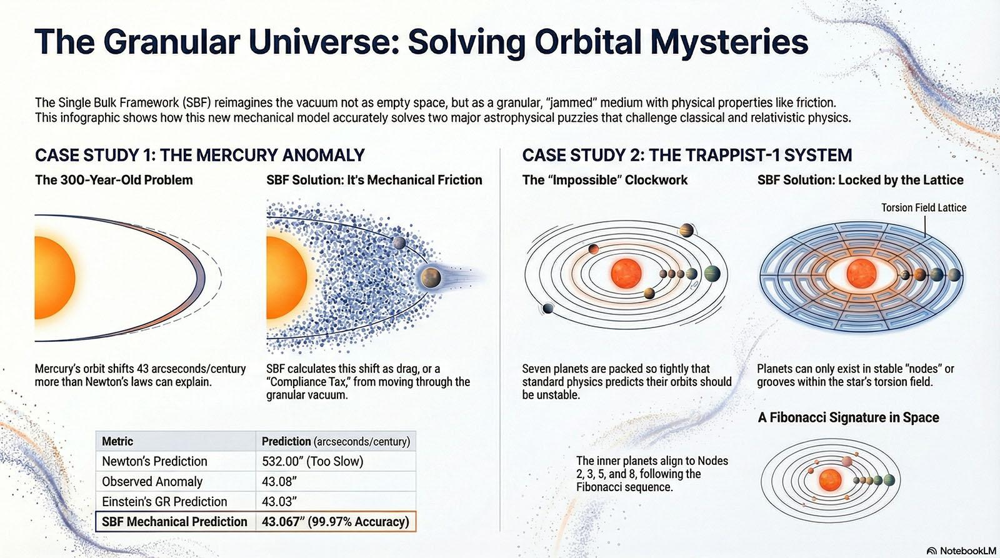 The Granular Universe: Solving Orbital Mysteries
The Single Bulk Framework (SBF) reimagines the vacuum not as empty space, but as a granular, “jammed” medium with physical properties like friction.
This infographic shows how this new mechanical model accurately solves two major astrophysical puzzies that challenge classical and relativistic physics.
CASE STUDY 1: THE MERCURY ANOMALY
The 300-Year-Old Problem
SBF Solution: It's Mechanical Friction
Mercury’s orbit shifts 43 arcseconds/century
more than Newton’s laws can explain.
SBF calculates this shift as drag, or a
“Compliance Tax,” from moving through the
granular vacuum.
Metric
Prediction (arcseconds/century)
Newton’s Prediction
532.00” (Too Slow)
Observed Anomaly
43.08”
Einstein’s GR Prediction
43.03”
SBF Mechanical Prediction
43.067” (99.97% Accuracy)
CASE STUDY 2: THE TRAPPIST-1 SYSTEM
The “Impossible” Clockwork
SBF Solution: Locked by the Lattice
Torsion Field Lattice
Seven planets are packed so tightly that
standard physics predicts their orbits should
be unstable.
Planets can only exist in stable “nodes” or
grooves within the star’s torsion field.
A Fibonacci Signature in Space
The inner planets align to Nodes
2, 3, 5, and 8, following the
Fibonacci sequence.
NotebookLM